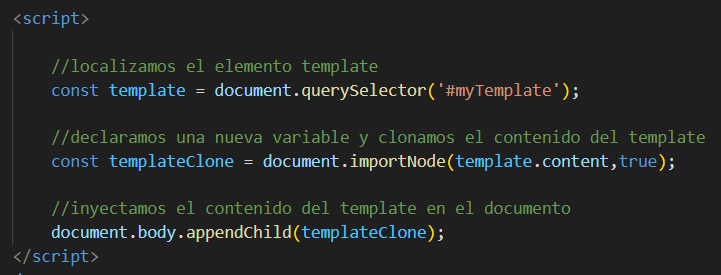 <script>
//localizamos el elemento template
const template = document.querySelector('#myTemplate');
//declaramos una nueva variable y clonamos el contenido del template
const templateClone = document.importNode(template.content,true);
//inyectamos el contenido del template en el documento
document.body.appendChild(templateClone);
</script>